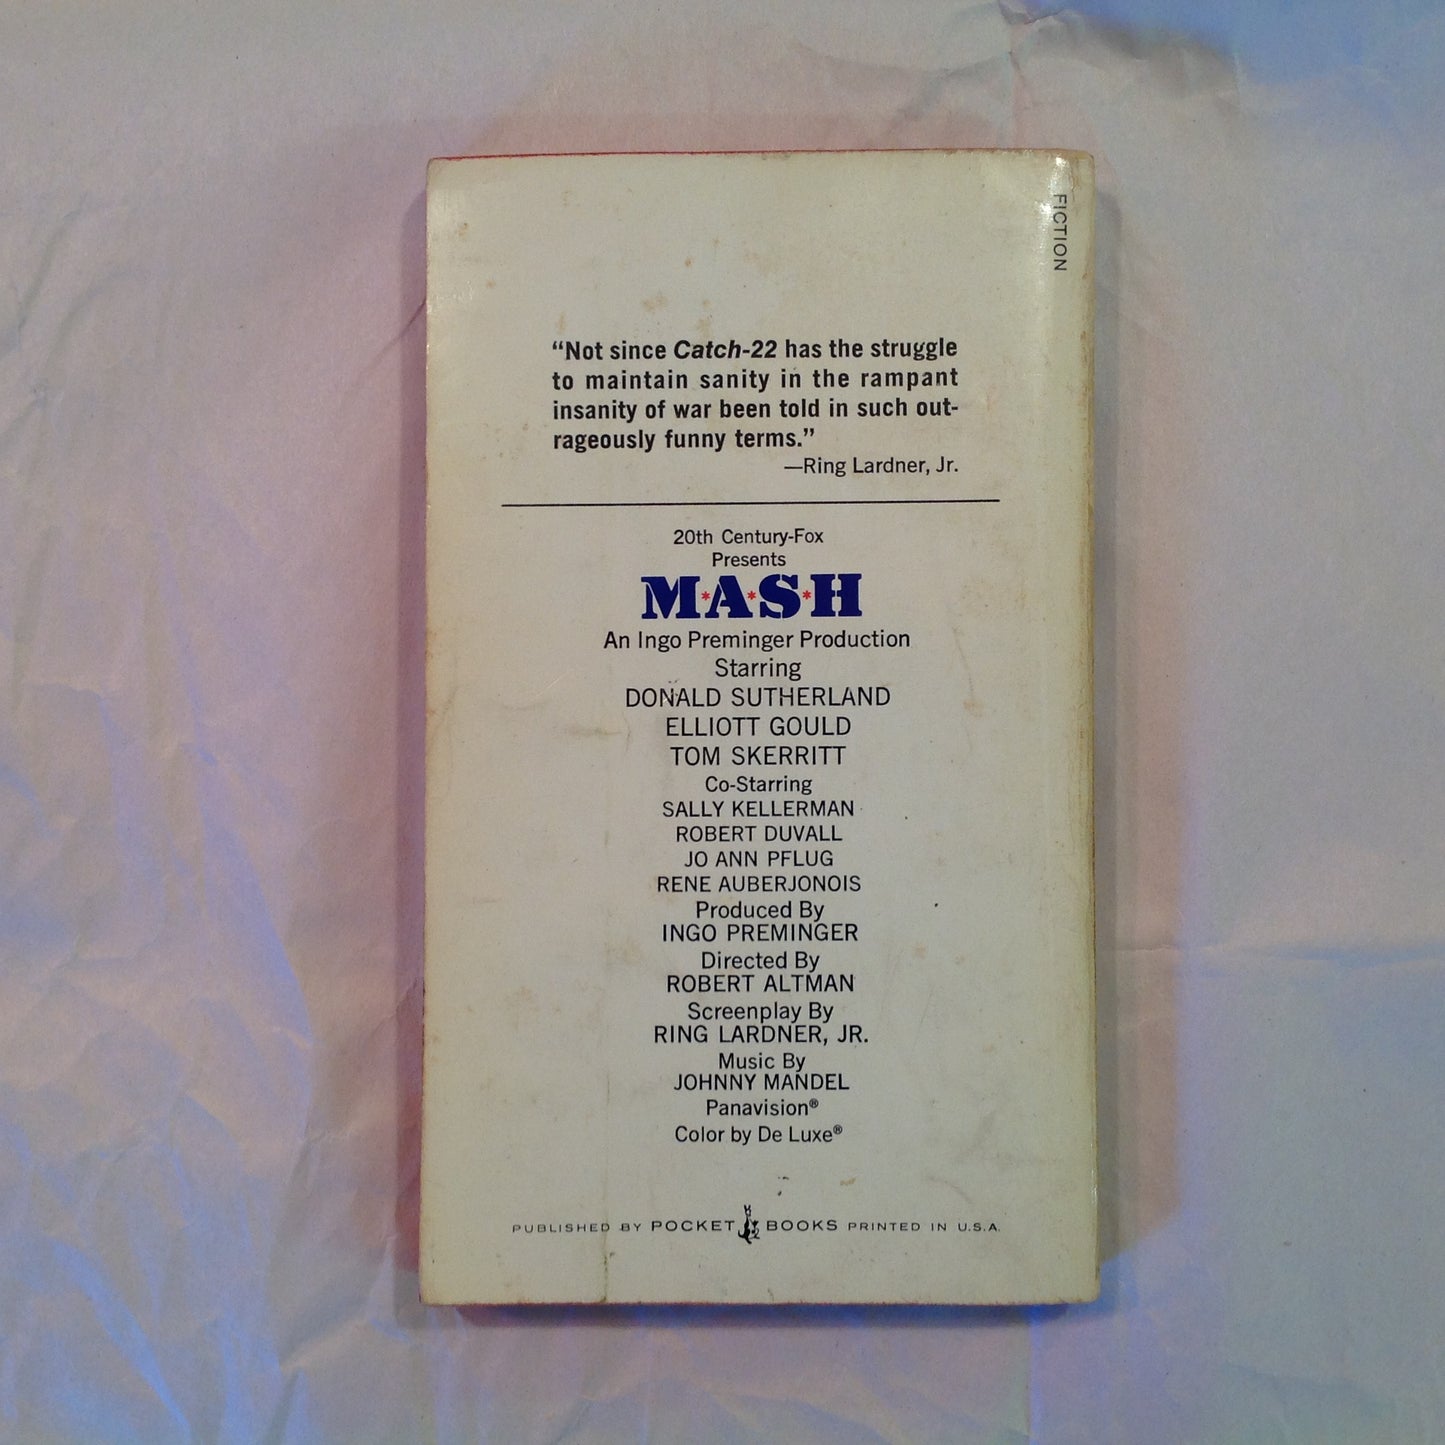 FICTION
“Not since Catch-22 has the struggle
to maintain sanity in the rampant
insanity of war been told in such out-
rageously funny terms.”
—Ring Lardner, Jr.
20th Century-Fox
Presents
M*A*S*H
An Ingo Preminger Production
Starring
DONALD SUTHERLAND
ELLIOTT GOULD
TOM SKERRITT
Co-Starring
SALLY KELLERMAN
ROBERT DUVALL
JO ANN PFLUG
RENE AUBERJONOIS
Produced By
INGO PREMINGER
Directed By
ROBERT ALTMAN
Screenplay By
RING LARDNER, JR.
Music By
JOHNNY MANDEL
Panavision®
Color by De Luxe®
PUBLISHED BY POCKET BOOKS PRINTED IN U.S.A.